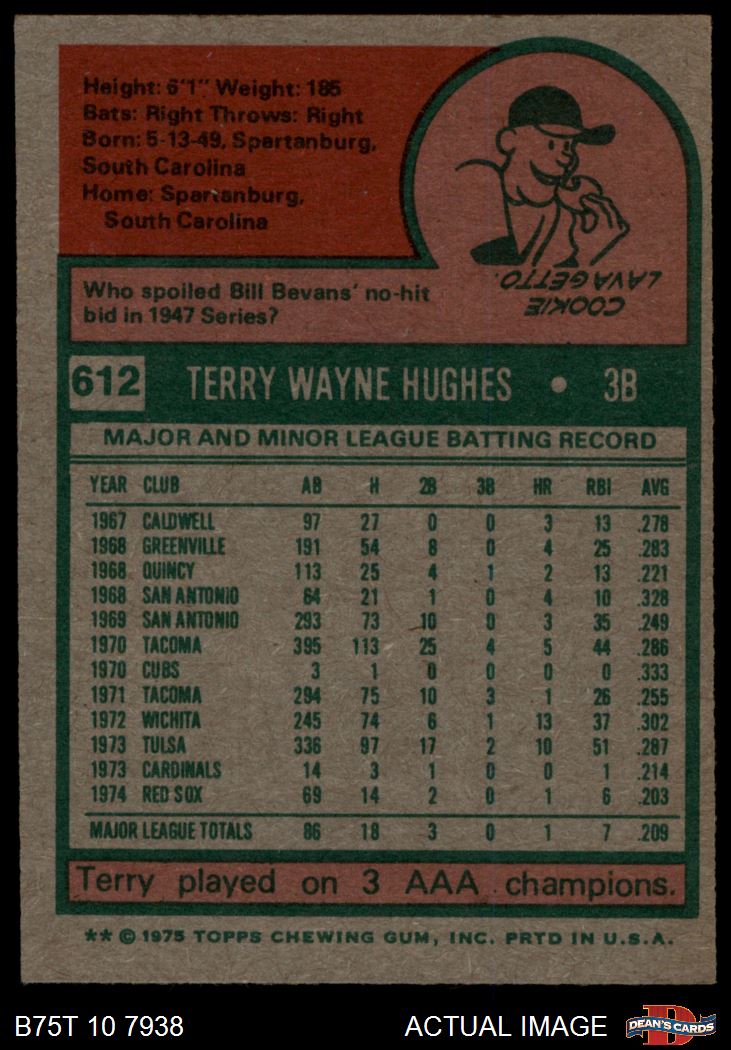 Height: 6'1" Weight: 185
Bats: Right Throws: Right
Born: 5-13-49, Spartanburg,
South Carolina
Home: Spartanburg,
South Carolina
Who spoiled Bill Bevans' no-hit
bid in 1947 Series?
COOKIE
LAVAGETTO.
612 TERRY WAYNE HUGHES • 3B
MAJOR AND MINOR LEAGUE BATTING RECORD
YEAR CLUB AB H 2B 3B HR RBI AVG
1967 CALDWELL 97 27 0 0 3 13 .278
1968 GREENVILLE 191 54 8 0 4 25 .283
1968 QUINCY 113 25 4 1 2 13 .221
1968 SAN ANTONIO 64 21 1 0 4 10 .328
1969 SAN ANTONIO 293 73 10 0 3 35 .249
1970 TACOMA 395 113 25 4 5 44 .286
1970 CUBS 3 1 0 0 0 0 .333
1971 TACOMA 294 75 10 3 1 26 .255
1972 WICHITA 245 74 6 1 13 37 .302
1973 TULSA 336 97 17 2 10 51 .287
1973 CARDINALS 14 3 1 0 0 1 .214
1974 RED SOX 69 14 2 0 1 6 .203
MAJOR LEAGUE TOTALS 86 18 3 0 1 7 .209
Terry played on 3 AAA champions.
** © 1975 TOPPS CHEWING GUM, INC. PRTD IN U.S.A.
B75T 10 7938 ACTUAL IMAGE DEAN'S CARDS